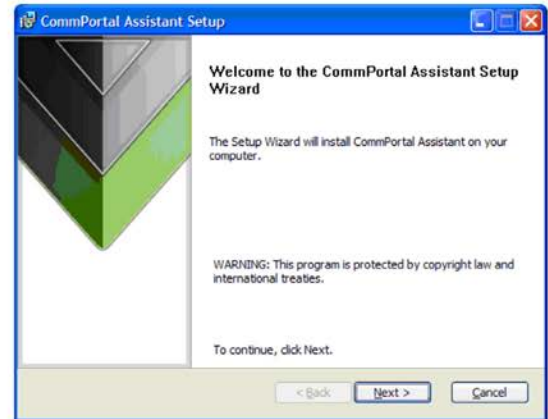 CommPortal Assistant Setup
Welcome to the CommPortal Assistant Setup
Wizard
The Setup Wizard will install CommPortal Assistant on your
computer.
WARNING: This program is protected by copyright law and
international treaties.
To continue, click Next.
< Back Next > Cancel